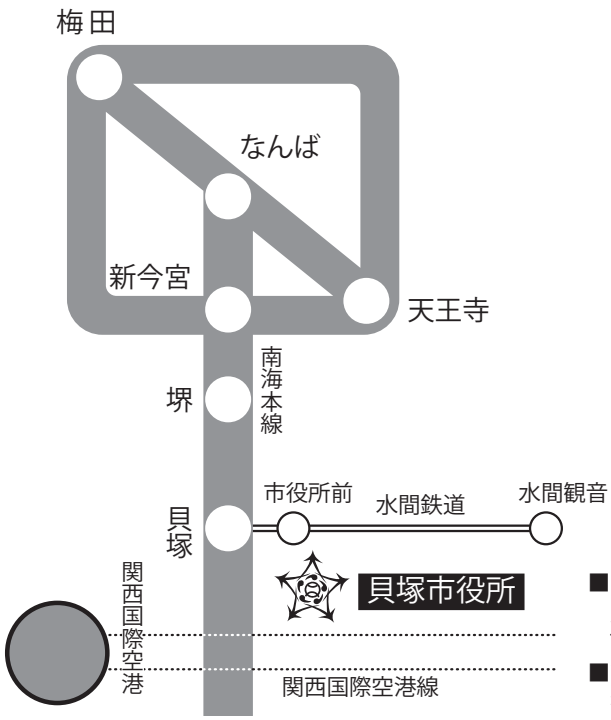 梅田
なんば
新今宮
天王寺
南海本線
堺
市役所前
水間鉄道
水間観音
貝塚
貝塚市役所
関西国際空港
関西国際空港線